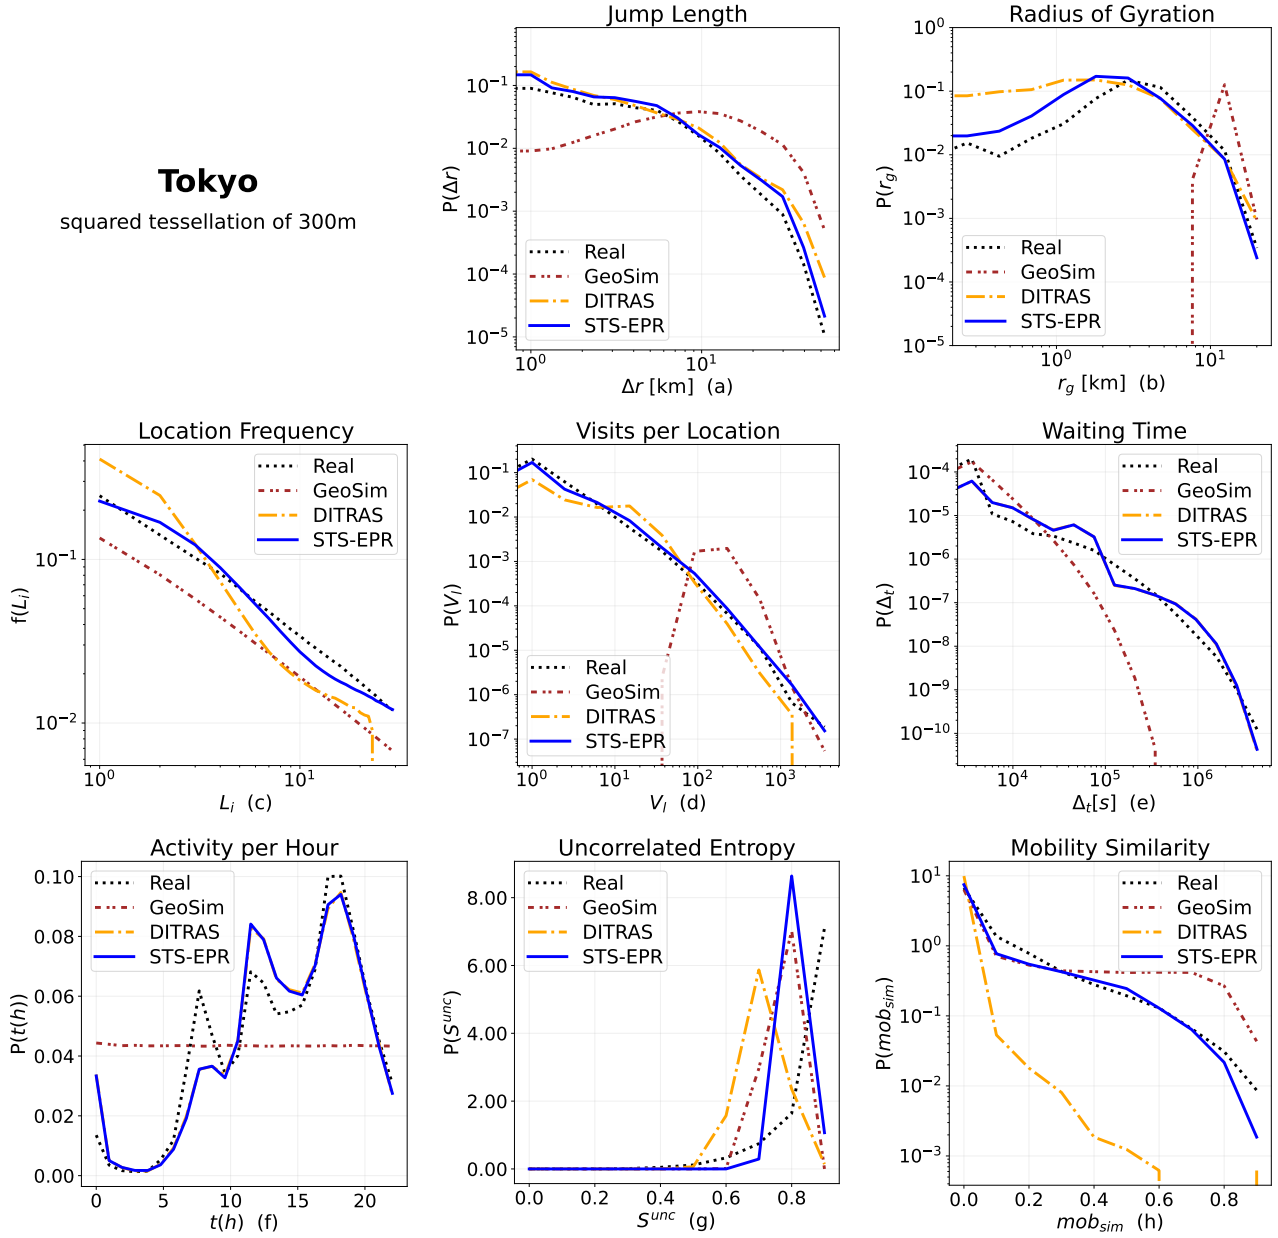 Tokyo
squared tessellation of 300m
Jump Length
P(Δr)
10⁻¹
10⁻²
10⁻³
10⁻⁴
10⁻⁵
Real
GeoSim
DITRAS
STS-EPR
10⁰ 10¹
Δr [km] (a)
Radius of Gyration
P(r_g)
10⁰
10⁻¹
10⁻²
10⁻³
10⁻⁴
10⁻⁵
Real
GeoSim
DITRAS
STS-EPR
10⁰ 10¹
r_g [km] (b)
Location Frequency
f(L_i)
10⁻¹
10⁻²
Real
GeoSim
DITRAS
STS-EPR
10⁰ 10¹
L_i (c)
Visits per Location
P(V_l)
10⁻¹
10⁻²
10⁻³
10⁻⁴
10⁻⁵
10⁻⁶
10⁻⁷
Real
GeoSim
DITRAS
STS-EPR
10⁰ 10¹ 10² 10³
V_l (d)
Waiting Time
P(Δ_t)
10⁻⁴
10⁻⁵
10⁻⁶
10⁻⁷
10⁻⁸
10⁻⁹
10⁻¹⁰
Real
GeoSim
DITRAS
STS-EPR
10⁴ 10⁵ 10⁶
Δ_t[s] (e)
Activity per Hour
P(t(h))
0.10
0.08
0.06
0.04
0.02
0.00
Real
GeoSim
DITRAS
STS-EPR
0 5 10 15 20
t(h) (f)
Uncorrelated Entropy
P(S^unc)
8.00
6.00
4.00
2.00
0.00
Real
GeoSim
DITRAS
STS-EPR
0.0 0.2 0.4 0.6 0.8
S^unc (g)
Mobility Similarity
P(mob_sim)
10¹
10⁰
10⁻¹
10⁻²
10⁻³
Real
GeoSim
DITRAS
STS-EPR
0.0 0.2 0.4 0.6 0.8
mob_sim (h)